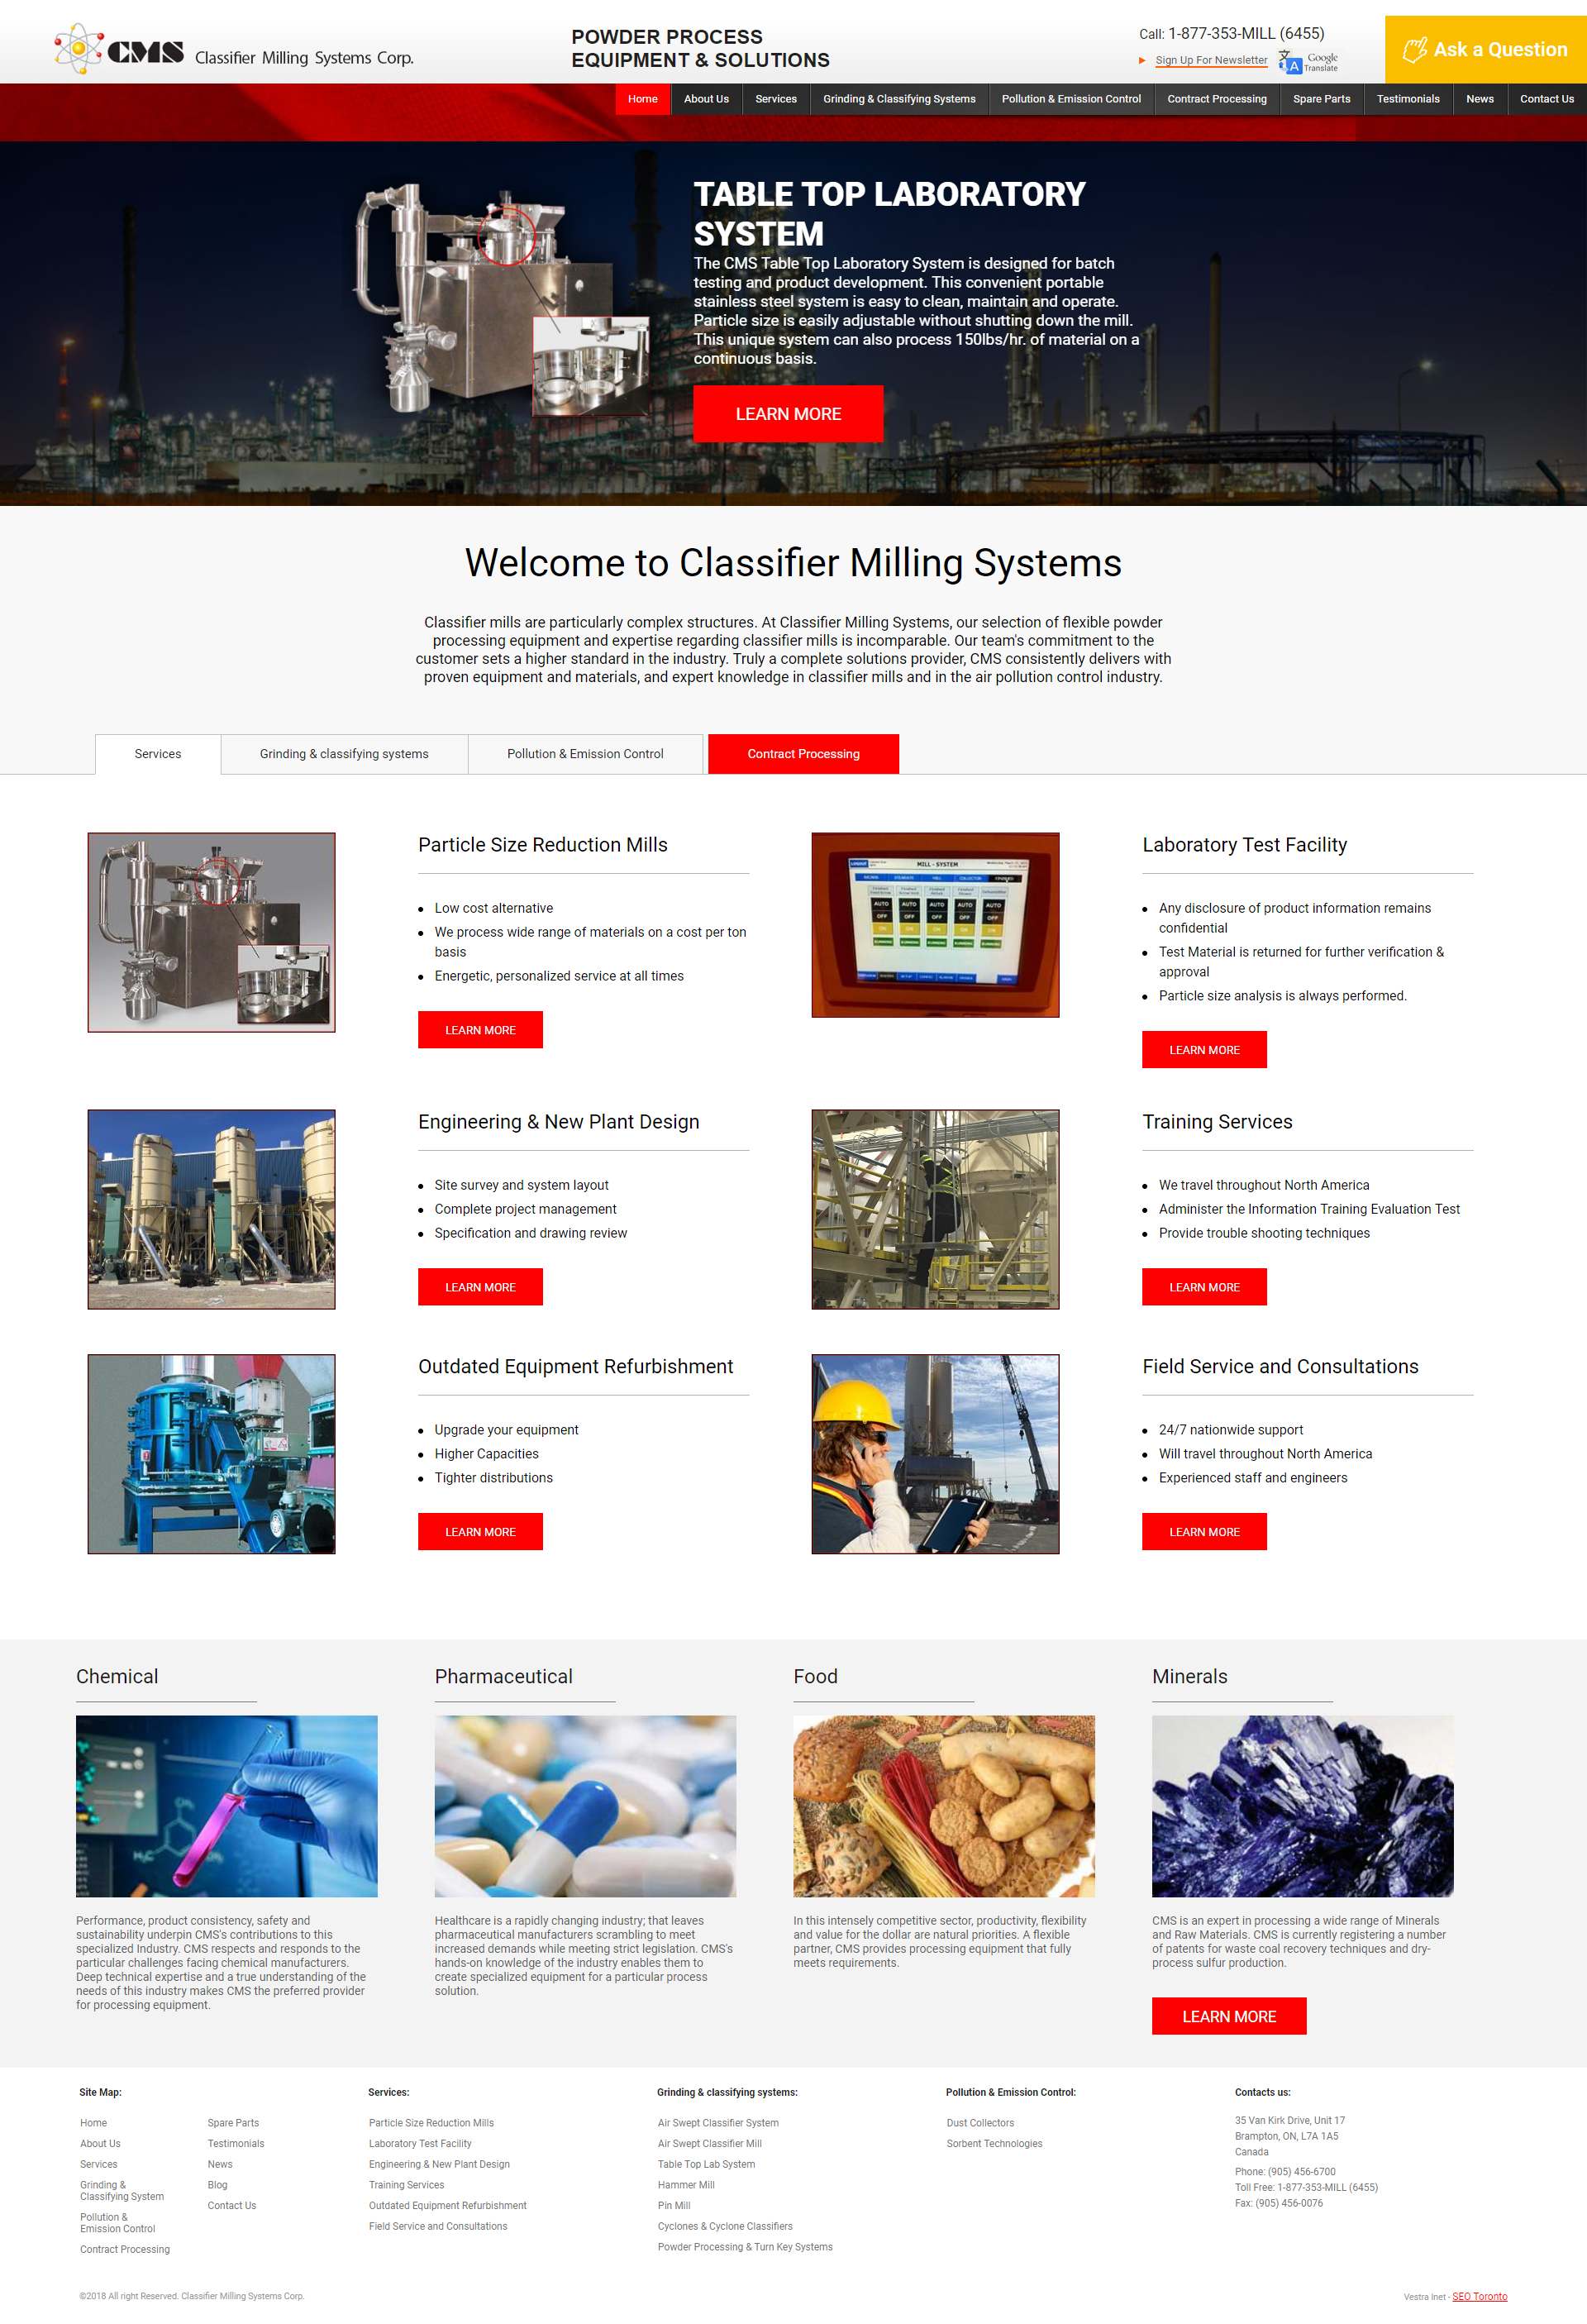 CMS Classifier Milling Systems Corp.
POWDER PROCESS
EQUIPMENT & SOLUTIONS
Call: 1-877-353-MILL (6455)
Sign Up For Newsletter
Google
Translate
Ask a Question
Home
About Us
Services
Grinding & Classifying Systems
Pollution & Emission Control
Contract Processing
Spare Parts
Testimonials
News
Contact Us
TABLE TOP LABORATORY
SYSTEM
The CMS Table Top Laboratory System is designed for batch
testing and product development. This convenient portable
stainless steel system is easy to clean, maintain and operate.
Particle size is easily adjustable without shutting down the mill.
This unique system can also process 150lbs/hr. of material on a
continuous basis.
LEARN MORE
Welcome to Classifier Milling Systems
Classifier mills are particularly complex structures. At Classifier Milling Systems, our selection of flexible powder
processing equipment and expertise regarding classifier mills is incomparable. Our team's commitment to the
customer sets a higher standard in the industry. Truly a complete solutions provider, CMS consistently delivers with
proven equipment and materials, and expert knowledge in classifier mills and in the air pollution control industry.
Services
Grinding & classifying systems
Pollution & Emission Control
Contract Processing
Particle Size Reduction Mills
Low cost alternative
We process wide range of materials on a cost per ton
basis
Energetic, personalized service at all times
LEARN MORE
MILL - SYSTEM
AUTO AUTO AUTO AUTO AUTO
OFF OFF OFF OFF OFF
Laboratory Test Facility
Any disclosure of product information remains
confidential
Test Material is returned for further verification &
approval
Particle size analysis is always performed.
LEARN MORE
Engineering & New Plant Design
Site survey and system layout
Complete project management
Specification and drawing review
LEARN MORE
Training Services
We travel throughout North America
Administer the Information Training Evaluation Test
Provide trouble shooting techniques
LEARN MORE
Outdated Equipment Refurbishment
Upgrade your equipment
Higher Capacities
Tighter distributions
LEARN MORE
Field Service and Consultations
24/7 nationwide support
Will travel throughout North America
Experienced staff and engineers
LEARN MORE
Chemical
Performance, product consistency, safety and
sustainability underpin CMS's contributions to this
specialized Industry. CMS respects and responds to the
particular challenges facing chemical manufacturers.
Deep technical expertise and a true understanding of the
needs of this industry makes CMS the preferred provider
for processing equipment.
Pharmaceutical
Healthcare is a rapidly changing industry; that leaves
pharmaceutical manufacturers scrambling to meet
increased demands while meeting strict legislation. CMS's
hands-on knowledge of the industry enables them to
create specialized equipment for a particular process
solution.
Food
In this intensely competitive sector, productivity, flexibility
and value for the dollar are natural priorities. A flexible
partner, CMS provides processing equipment that fully
meets requirements.
Minerals
CMS is an expert in processing a wide range of Minerals
and Raw Materials. CMS is currently registering a number
of patents for waste coal recovery techniques and dry-
process sulfur production.
LEARN MORE
Site Map:
Home
About Us
Services
Grinding &
Classifying System
Pollution &
Emission Control
Contract Processing
Spare Parts
Testimonials
News
Blog
Contact Us
Services:
Particle Size Reduction Mills
Laboratory Test Facility
Engineering & New Plant Design
Training Services
Outdated Equipment Refurbishment
Field Service and Consultations
Grinding & classifying systems:
Air Swept Classifier System
Air Swept Classifier Mill
Table Top Lab System
Hammer Mill
Pin Mill
Cyclones & Cyclone Classifiers
Powder Processing & Turn Key Systems
Pollution & Emission Control:
Dust Collectors
Sorbent Technologies
Contacts us:
35 Van Kirk Drive, Unit 17
Brampton, ON, L7A 1A5
Canada
Phone: (905) 456-6700
Toll Free: 1-877-353-MILL (6455)
Fax: (905) 456-0076
©2018 All right Reserved. Classifier Milling Systems Corp.
Vestra Inet - SEO Toronto